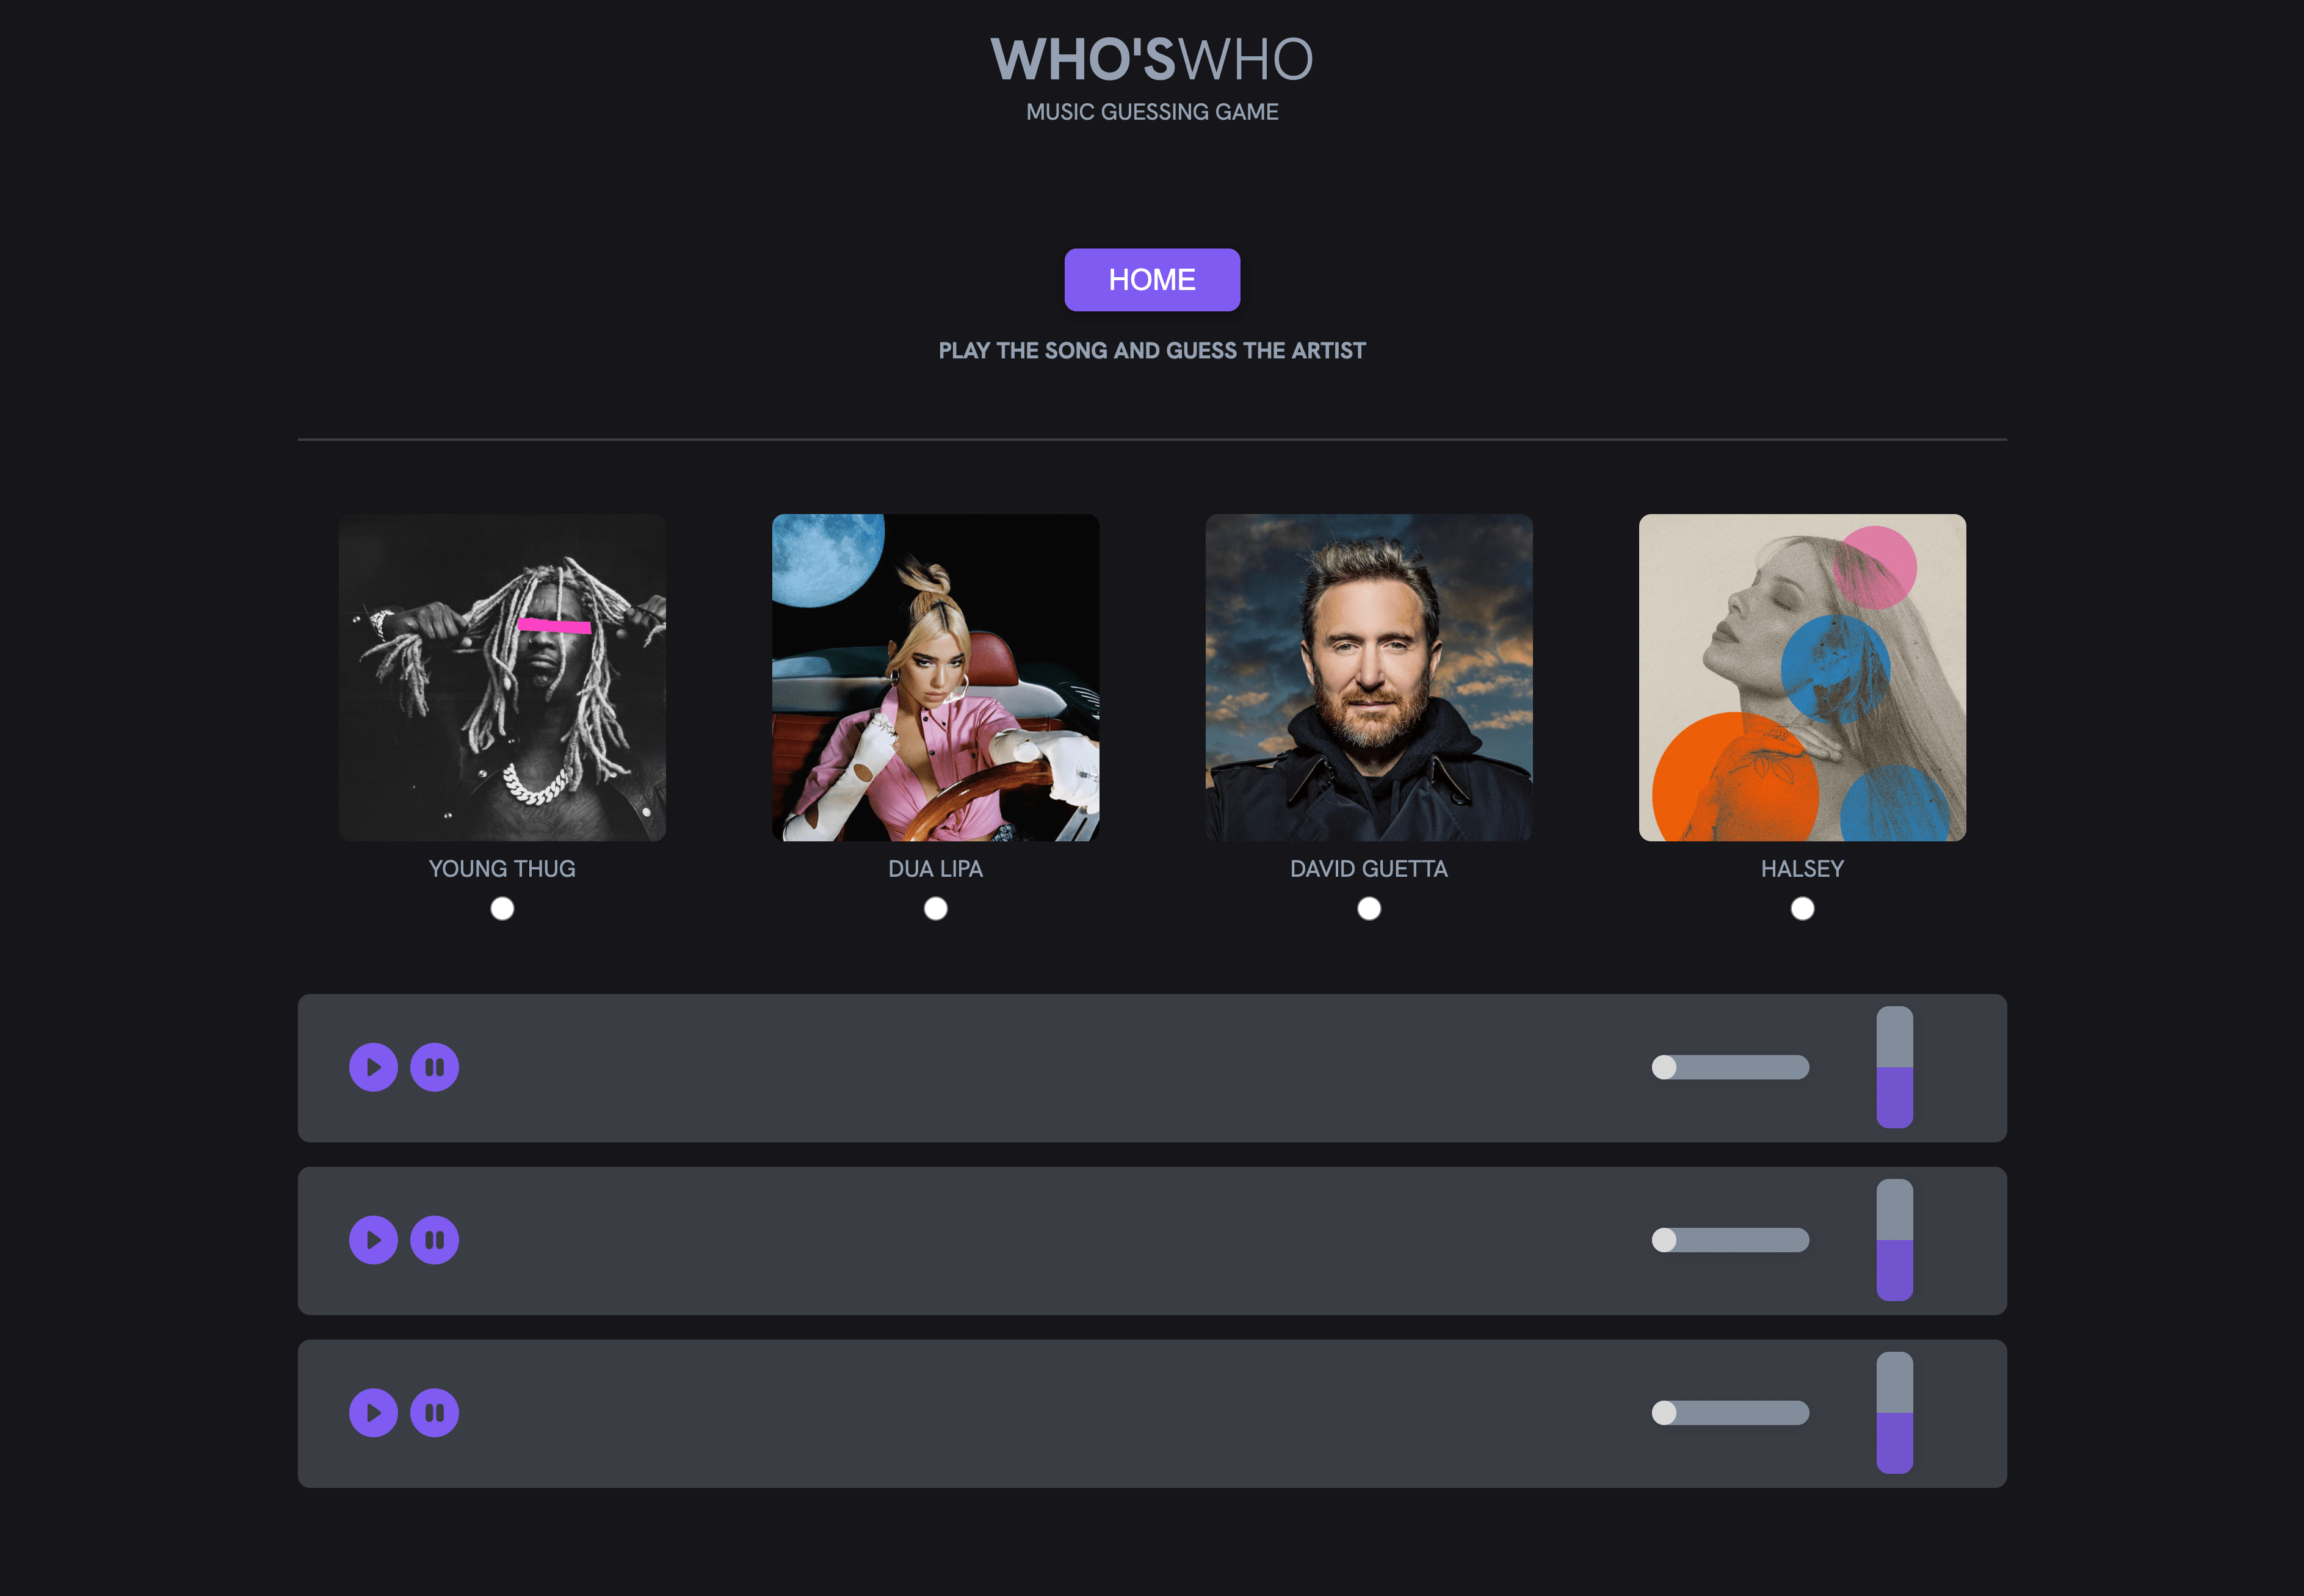 WHO'SWHO
MUSIC GUESSING GAME
HOME
PLAY THE SONG AND GUESS THE ARTIST
YOUNG THUG
DUA LIPA
DAVID GUETTA
HALSEY